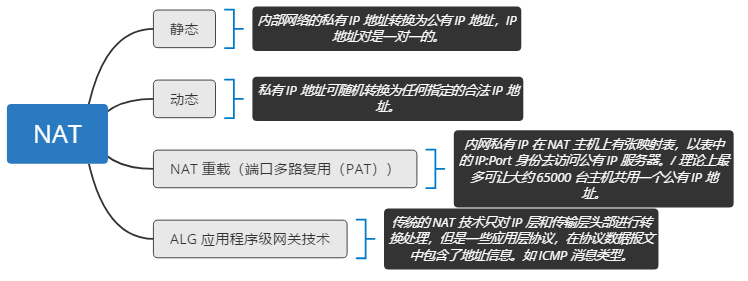 NAT
静态
内部网络的私有 IP 地址转换为公有 IP 地址，IP
地址对是一对一的。
动态
私有 IP 地址可随机转换为任何指定的合法 IP 地
址。
NAT 重载（端口多路复用（PAT））
内网私有 IP 在 NAT 主机上有张映射表，以表中
的 IP:Port 身份去访问公有 IP 服务器。/ 理论上最
多可让大约 65000 台主机共用一个公有 IP 地
址。
ALG 应用程序级网关技术
传统的 NAT 技术只对 IP 层和传输层头部进行转
换处理，但是一些应用层协议，在协议数据报文
中包含了地址信息。如 ICMP 消息类型。